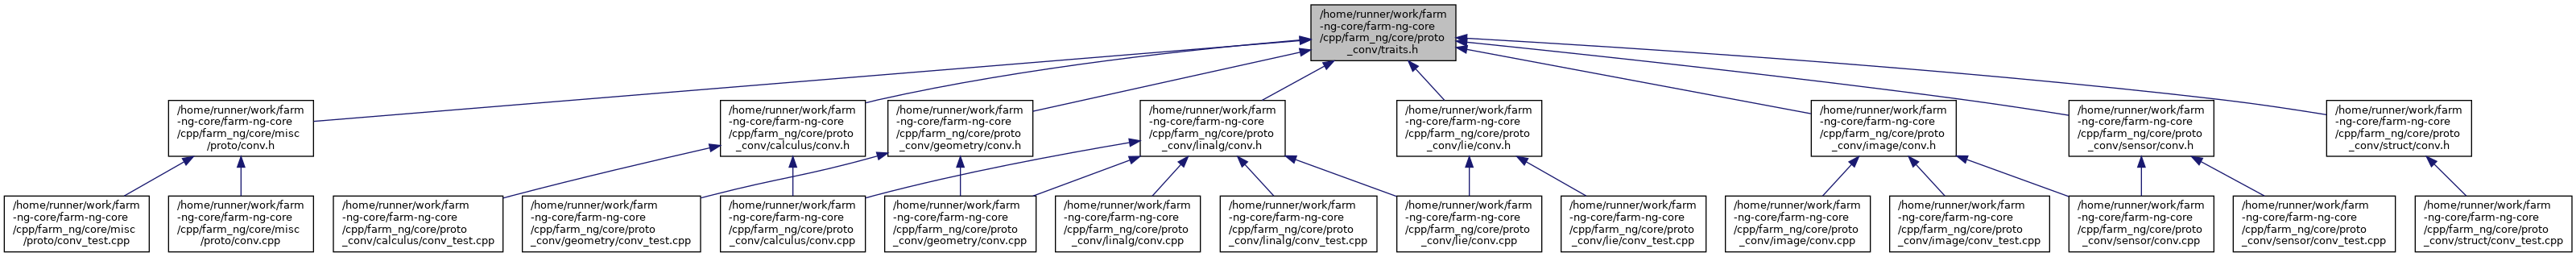 /home/runner/work/farm
-ng-core/farm-ng-core
/cpp/farm_ng/core/proto
_conv/traits.h
/home/runner/work/farm
-ng-core/farm-ng-core
/cpp/farm_ng/core/misc
/proto/conv.h
/home/runner/work/farm
-ng-core/farm-ng-core
/cpp/farm_ng/core/proto
_conv/calculus/conv.h
/home/runner/work/farm
-ng-core/farm-ng-core
/cpp/farm_ng/core/proto
_conv/geometry/conv.h
/home/runner/work/farm
-ng-core/farm-ng-core
/cpp/farm_ng/core/proto
_conv/linalg/conv.h
/home/runner/work/farm
-ng-core/farm-ng-core
/cpp/farm_ng/core/proto
_conv/lie/conv.h
/home/runner/work/farm
-ng-core/farm-ng-core
/cpp/farm_ng/core/proto
_conv/image/conv.h
/home/runner/work/farm
-ng-core/farm-ng-core
/cpp/farm_ng/core/proto
_conv/sensor/conv.h
/home/runner/work/farm
-ng-core/farm-ng-core
/cpp/farm_ng/core/proto
_conv/struct/conv.h
/home/runner/work/farm
-ng-core/farm-ng-core
/cpp/farm_ng/core/misc
/proto/conv_test.cpp
/home/runner/work/farm
-ng-core/farm-ng-core
/cpp/farm_ng/core/misc
/proto/conv.cpp
/home/runner/work/farm
-ng-core/farm-ng-core
/cpp/farm_ng/core/proto
_conv/calculus/conv_test.cpp
/home/runner/work/farm
-ng-core/farm-ng-core
/cpp/farm_ng/core/proto
_conv/geometry/conv_test.cpp
/home/runner/work/farm
-ng-core/farm-ng-core
/cpp/farm_ng/core/proto
_conv/calculus/conv.cpp
/home/runner/work/farm
-ng-core/farm-ng-core
/cpp/farm_ng/core/proto
_conv/geometry/conv.cpp
/home/runner/work/farm
-ng-core/farm-ng-core
/cpp/farm_ng/core/proto
_conv/linalg/conv.cpp
/home/runner/work/farm
-ng-core/farm-ng-core
/cpp/farm_ng/core/proto
_conv/linalg/conv_test.cpp
/home/runner/work/farm
-ng-core/farm-ng-core
/cpp/farm_ng/core/proto
_conv/lie/conv.cpp
/home/runner/work/farm
-ng-core/farm-ng-core
/cpp/farm_ng/core/proto
_conv/lie/conv_test.cpp
/home/runner/work/farm
-ng-core/farm-ng-core
/cpp/farm_ng/core/proto
_conv/image/conv.cpp
/home/runner/work/farm
-ng-core/farm-ng-core
/cpp/farm_ng/core/proto
_conv/image/conv_test.cpp
/home/runner/work/farm
-ng-core/farm-ng-core
/cpp/farm_ng/core/proto
_conv/sensor/conv.cpp
/home/runner/work/farm
-ng-core/farm-ng-core
/cpp/farm_ng/core/proto
_conv/sensor/conv_test.cpp
/home/runner/work/farm
-ng-core/farm-ng-core
/cpp/farm_ng/core/proto
_conv/struct/conv_test.cpp